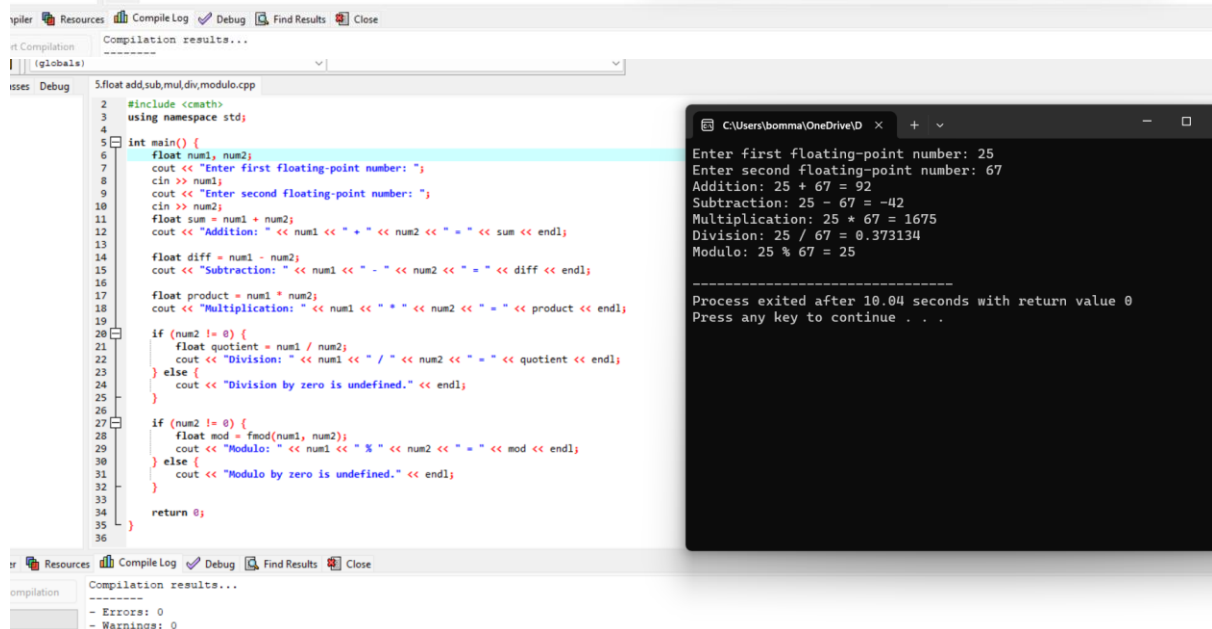 Resources Compile Log Debug Find Results Close
Compilation results...
--------
Compilation
(globals)
Debug
5.float add,sub,mul,div,modulo.cpp
2 #include <cmath>
3 using namespace std;
4
5 int main() {
6 float num1, num2;
7 cout << "Enter first floating-point number: ";
8 cin >> num1;
9 cout << "Enter second floating-point number: ";
10 cin >> num2;
11 float sum = num1 + num2;
12 cout << "Addition: " << num1 << " + " << num2 << " = " << sum << endl;
13
14 float diff = num1 - num2;
15 cout << "Subtraction: " << num1 << " - " << num2 << " = " << diff << endl;
16
17 float product = num1 * num2;
18 cout << "Multiplication: " << num1 << " * " << num2 << " = " << product << endl;
19
20 if (num2 != 0) {
21 float quotient = num1 / num2;
22 cout << "Division: " << num1 << " / " << num2 << " = " << quotient << endl;
23 } else {
24 cout << "Division by zero is undefined." << endl;
25 }
26
27 if (num2 != 0) {
28 float mod = fmod(num1, num2);
29 cout << "Modulo: " << num1 << " % " << num2 << " = " << mod << endl;
30 } else {
31 cout << "Modulo by zero is undefined." << endl;
32 }
33
34 return 0;
35 }
36
C:\Users\bomma\OneDrive\D
Enter first floating-point number: 25
Enter second floating-point number: 67
Addition: 25 + 67 = 92
Subtraction: 25 - 67 = -42
Multiplication: 25 * 67 = 1675
Division: 25 / 67 = 0.373134
Modulo: 25 % 67 = 25
--------------------------------
Process exited after 10.04 seconds with return value 0
Press any key to continue . . .
Resources Compile Log Debug Find Results Close
Compilation results...
--------
- Errors: 0
- Warnings: 0